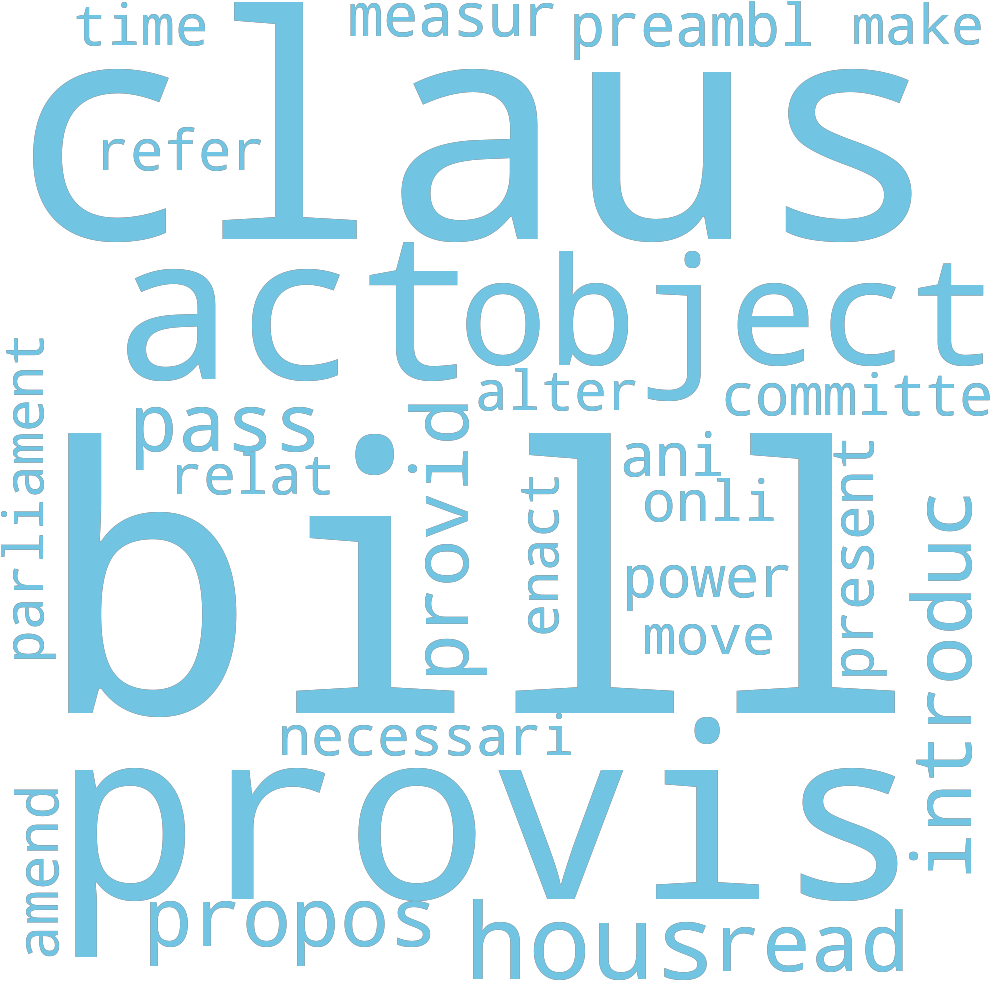 time
measur
preambl
make
claus
refer
act
object
parliament
alter
committe
pass
provid
relat
bill
ani
onli
enact
present
introduc
power
move
necessari
provis
amend
propos
hous
read